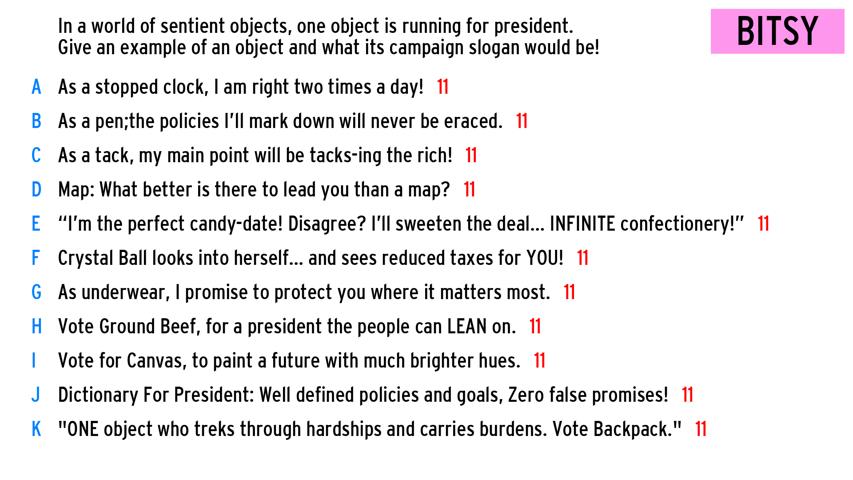 In a world of sentient objects, one object is running for president.
Give an example of an object and what its campaign slogan would be!
BITSY
A As a stopped clock, I am right two times a day! 11
B As a pen;the policies I'll mark down will never be eraced. 11
C As a tack, my main point will be tacks-ing the rich! 11
D Map: What better is there to lead you than a map? 11
E “I'm the perfect candy-date! Disagree? I'll sweeten the deal... INFINITE confectionery!” 11
F Crystal Ball looks into herself... and sees reduced taxes for YOU! 11
G As underwear, I promise to protect you where it matters most. 11
H Vote Ground Beef, for a president the people can LEAN on. 11
I Vote for Canvas, to paint a future with much brighter hues. 11
J Dictionary For President: Well defined policies and goals, Zero false promises! 11
K "ONE object who treks through hardships and carries burdens. Vote Backpack." 11